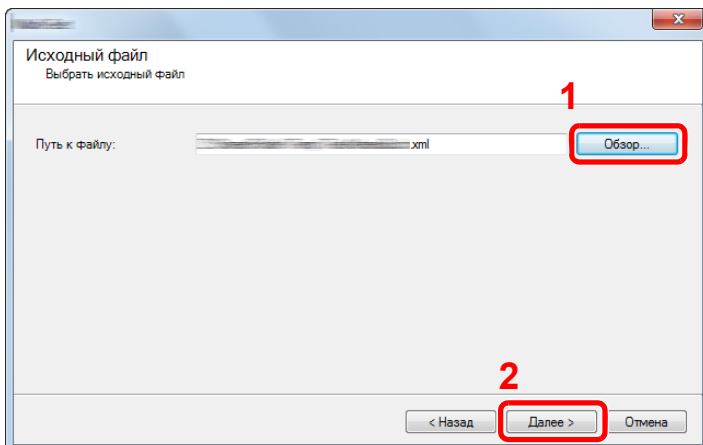 Исходный файл
Выбрать исходный файл
1
Путь к файлу: .xml Обзор...
2
< Назад Далее > Отмена